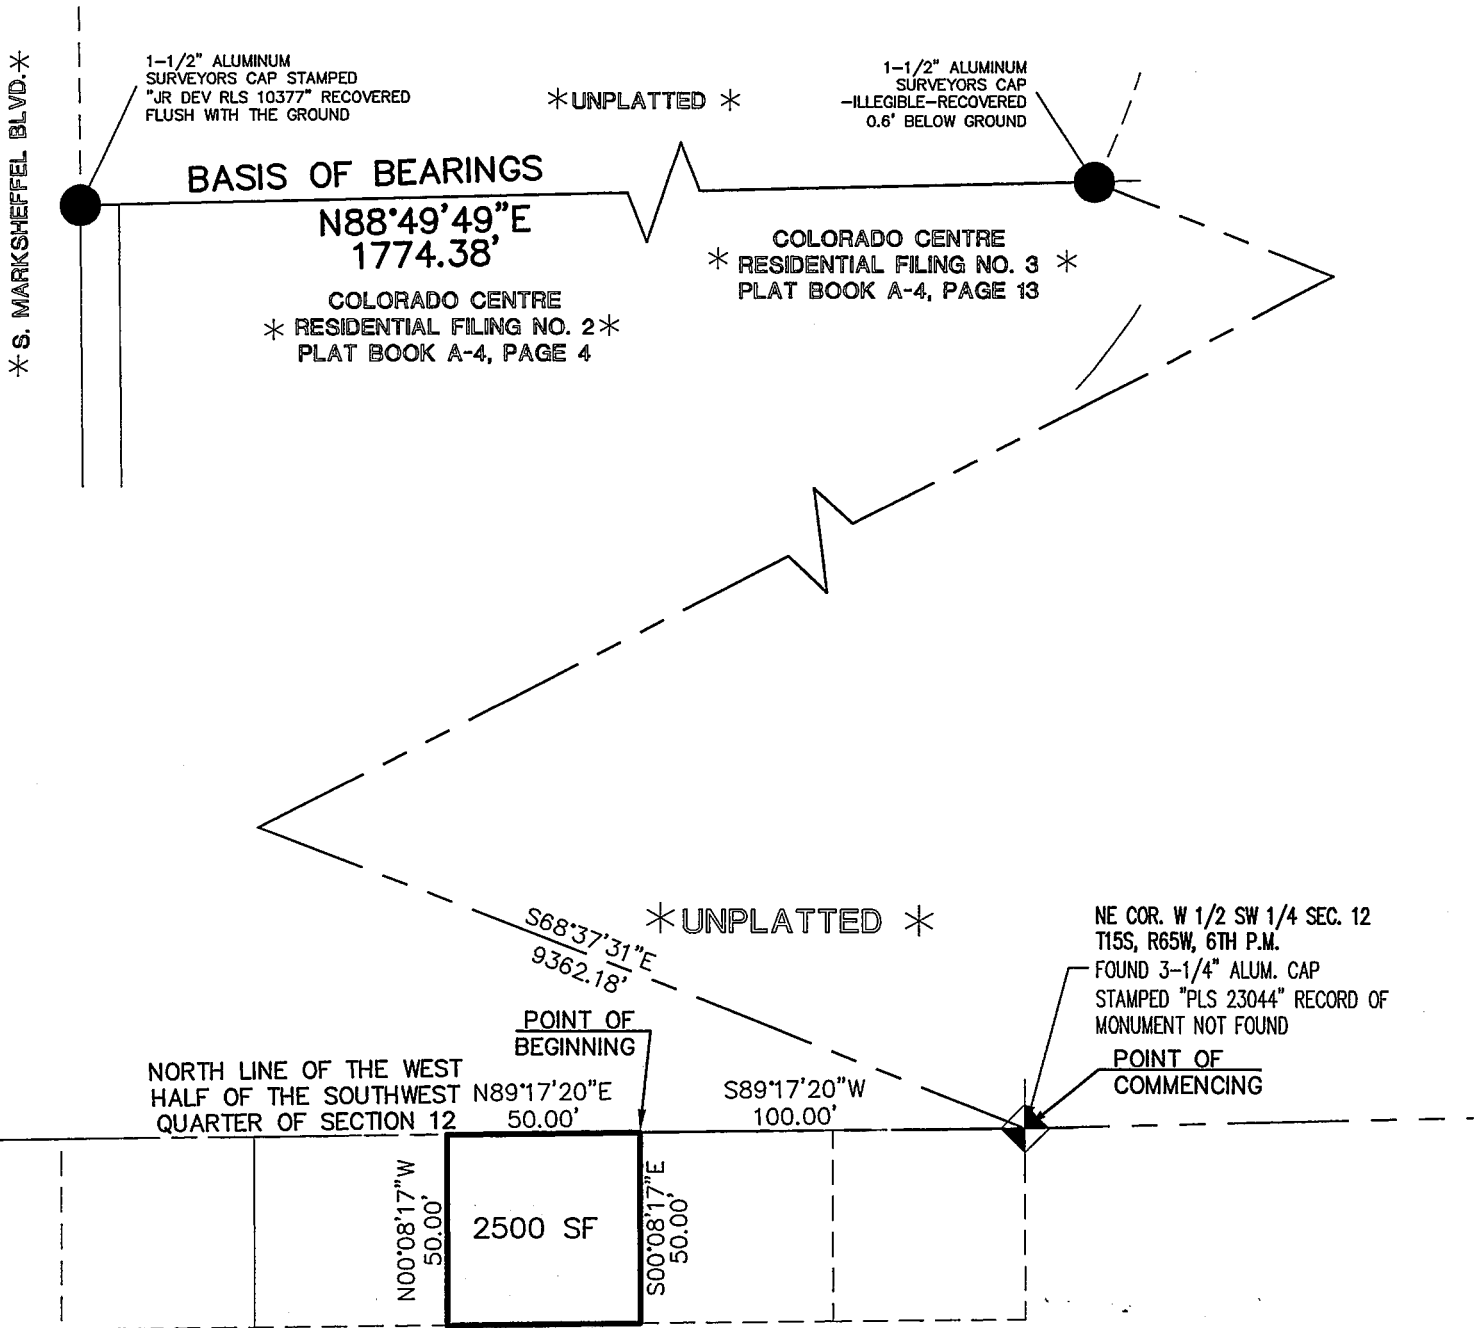 1-1/2" ALUMINUM
SURVEYORS CAP STAMPED
"JR DEV RLS 10377" RECOVERED
FLUSH WITH THE GROUND
*UNPLATTED *
1-1/2" ALUMINUM
SURVEYORS CAP
-ILLEGIBLE-RECOVERED
0.6' BELOW GROUND
*S. MARKSHEFFEL BLVD.*
BASIS OF BEARINGS
N88°49'49"E
1774.38'
COLORADO CENTRE
* RESIDENTIAL FILING NO. 3 *
PLAT BOOK A-4, PAGE 13
COLORADO CENTRE
* RESIDENTIAL FILING NO. 2*
PLAT BOOK A-4, PAGE 4
S68°37'31"E
9362.18'
*UNPLATTED *
NE COR. W 1/2 SW 1/4 SEC. 12
T15S, R65W, 6TH P.M.
FOUND 3-1/4" ALUM. CAP
STAMPED "PLS 23044" RECORD OF
MONUMENT NOT FOUND
POINT OF
COMMENCING
POINT OF
BEGINNING
NORTH LINE OF THE WEST
HALF OF THE SOUTHWEST
QUARTER OF SECTION 12
N89°17'20"E
50.00'
S89°17'20"W
100.00'
N00°08'17"W
50.00'
2500 SF
S00°08'17"E
50.00'